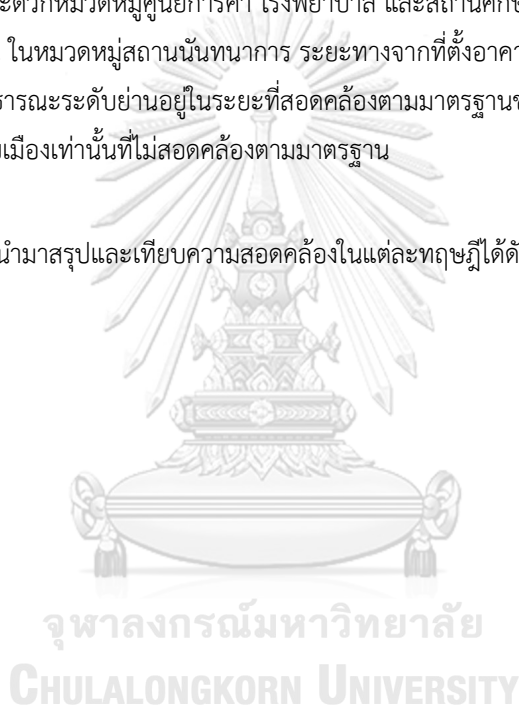 ะดวกหมวดหมู่ศูนย์การค้า โรงพยาบาล และสถานศึกษ
ในหมวดหมู่สถานนันทนาการ ระยะทางจากที่ตั้งอาคา
ธารณะระดับย่านอยู่ในระยะที่สอดคล้องตามมาตรฐานข
เมืองเท่านั้นที่ไม่สอดคล้องตามมาตรฐาน
นำมาสรุปและเทียบความสอดคล้องในแต่ละทฤษฎีได้ดั
จุฬาลงกรณ์มหาวิทยาลัย
CHULALONGKORN UNIVERSITY